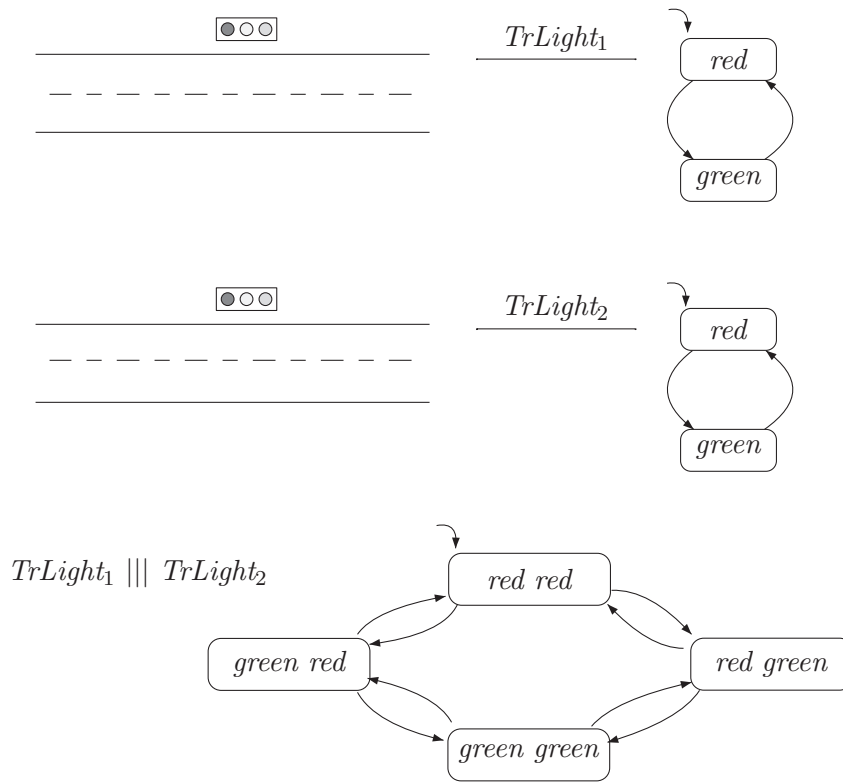 TrLight₁
red
green
TrLight₂
red
green
TrLight₁ ||| TrLight₂
red red
green red
red green
green green